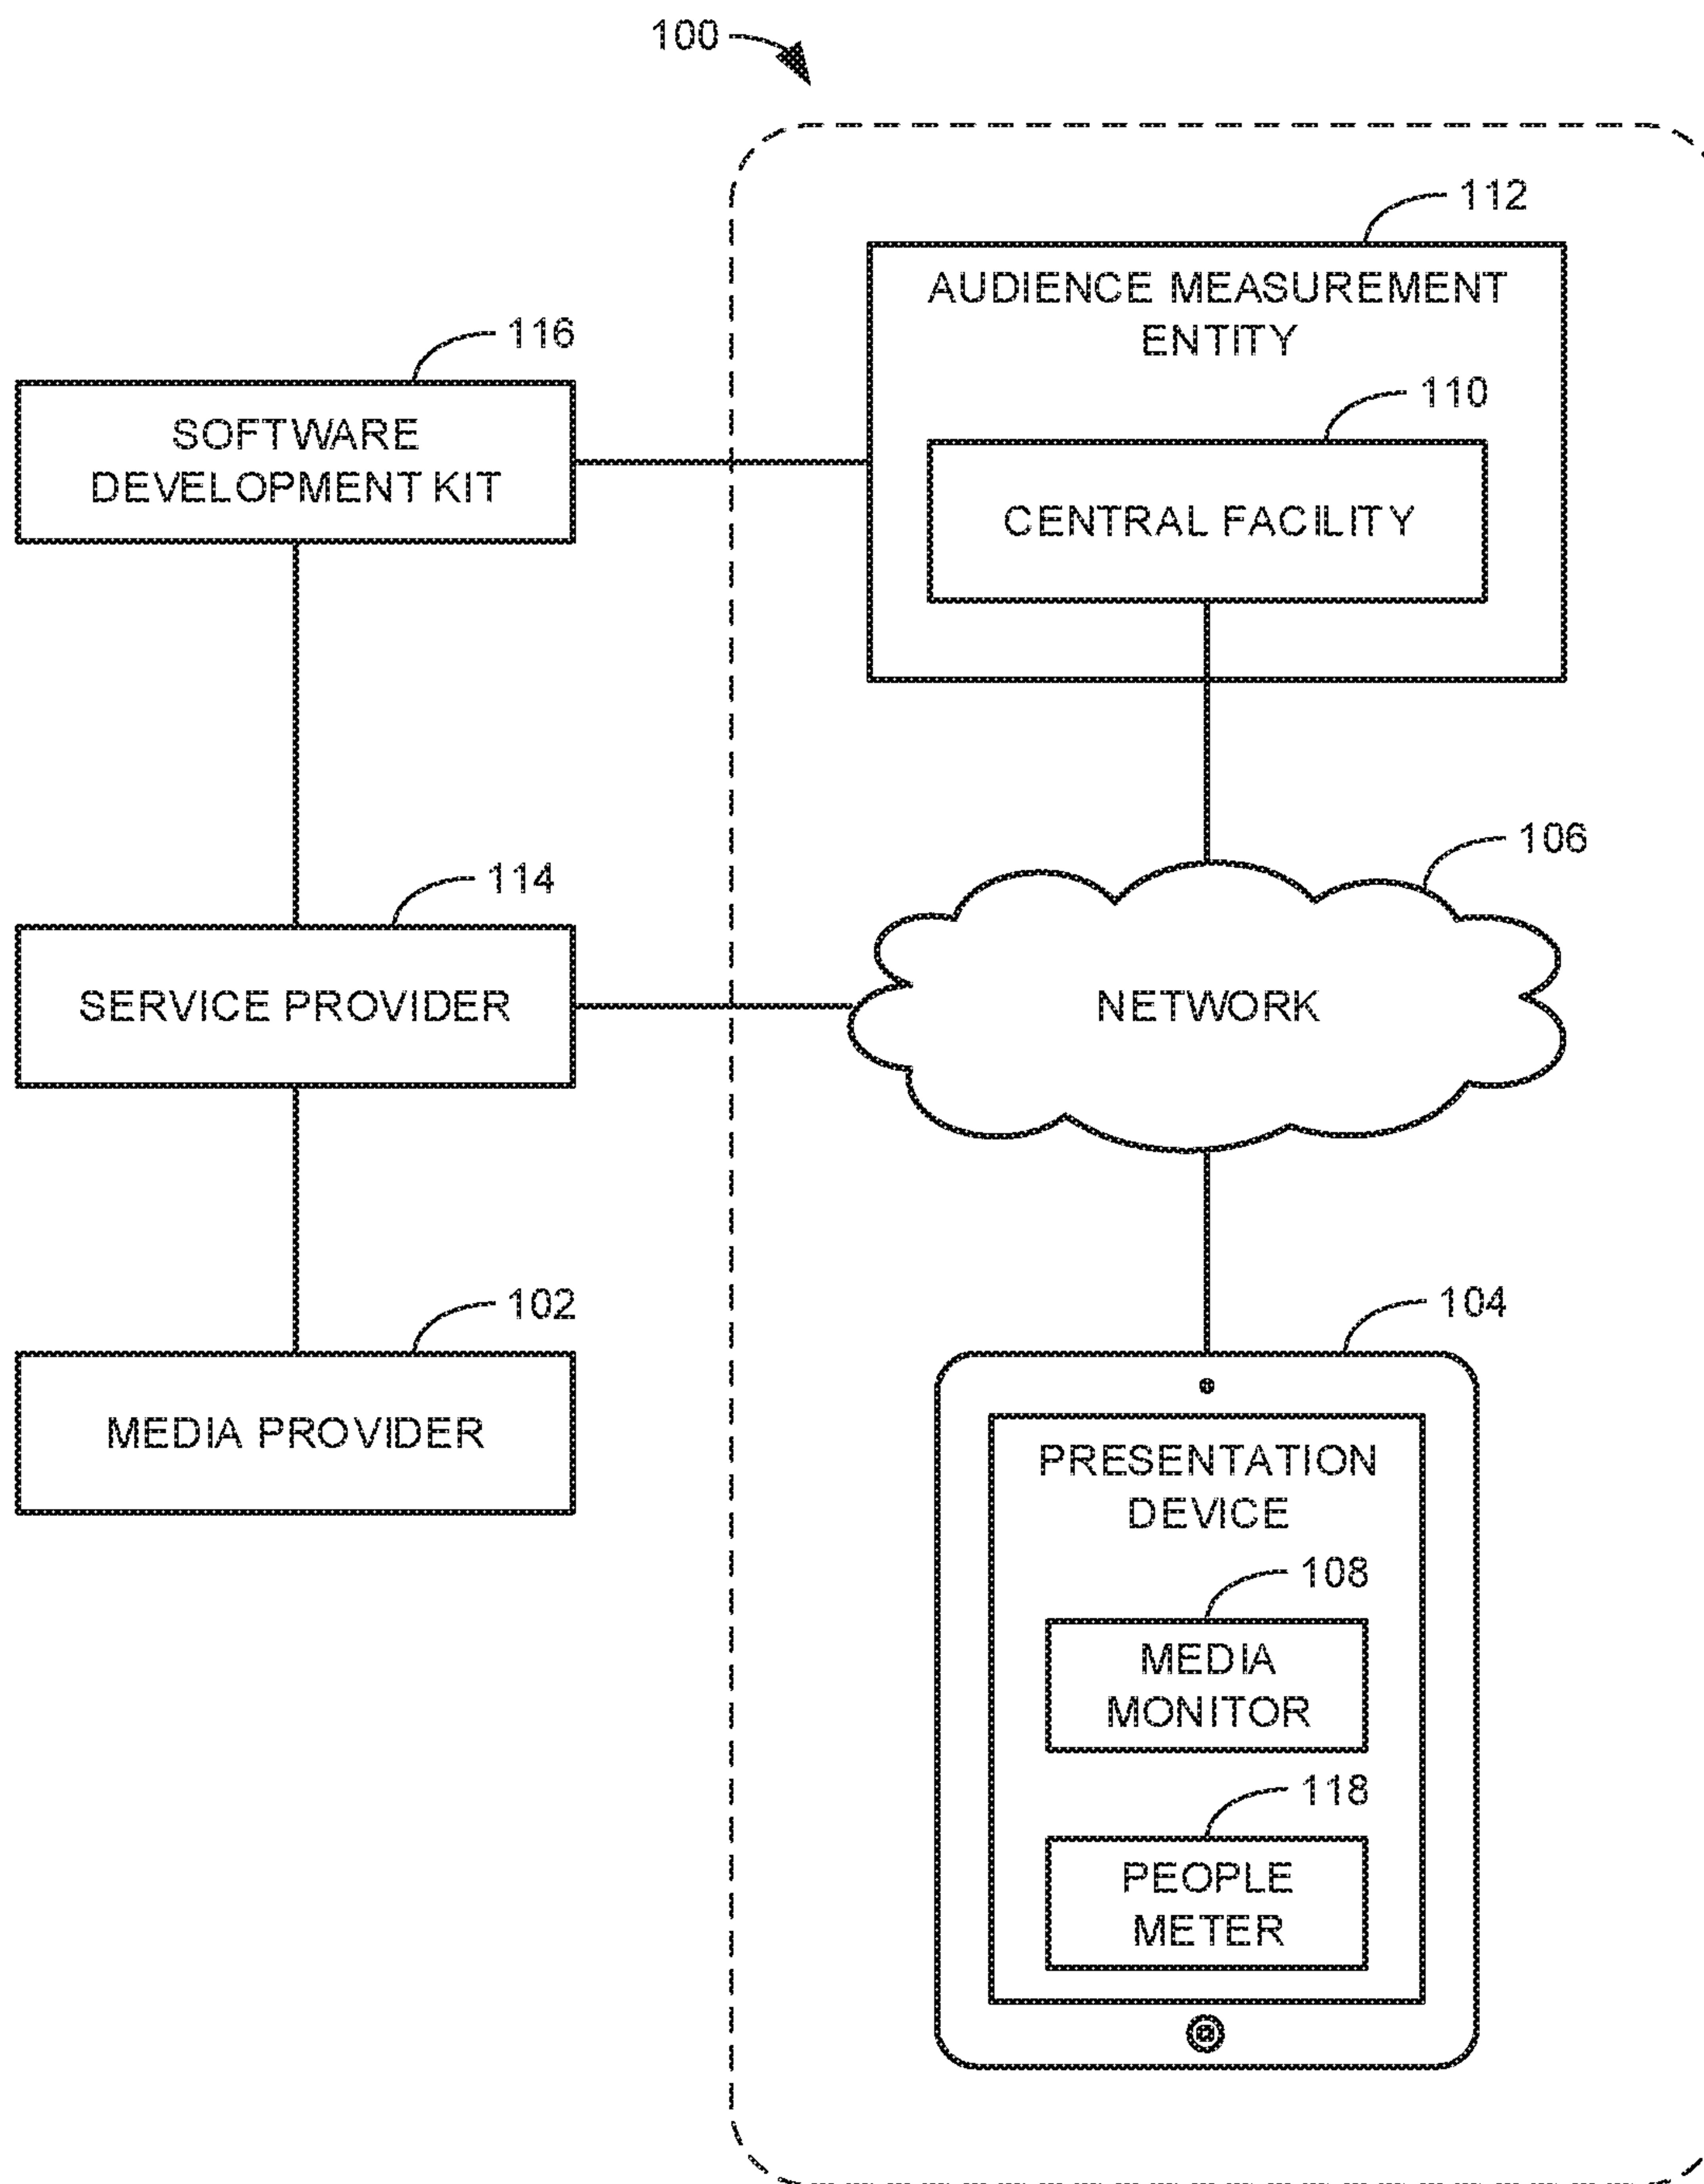 100
112
AUDIENCE MEASUREMENT
ENTITY
116
SOFTWARE
DEVELOPMENT KIT
110
CENTRAL FACILITY
106
114
SERVICE PROVIDER
NETWORK
102
MEDIA PROVIDER
104
PRESENTATION
DEVICE
108
MEDIA
MONITOR
118
PEOPLE
METER